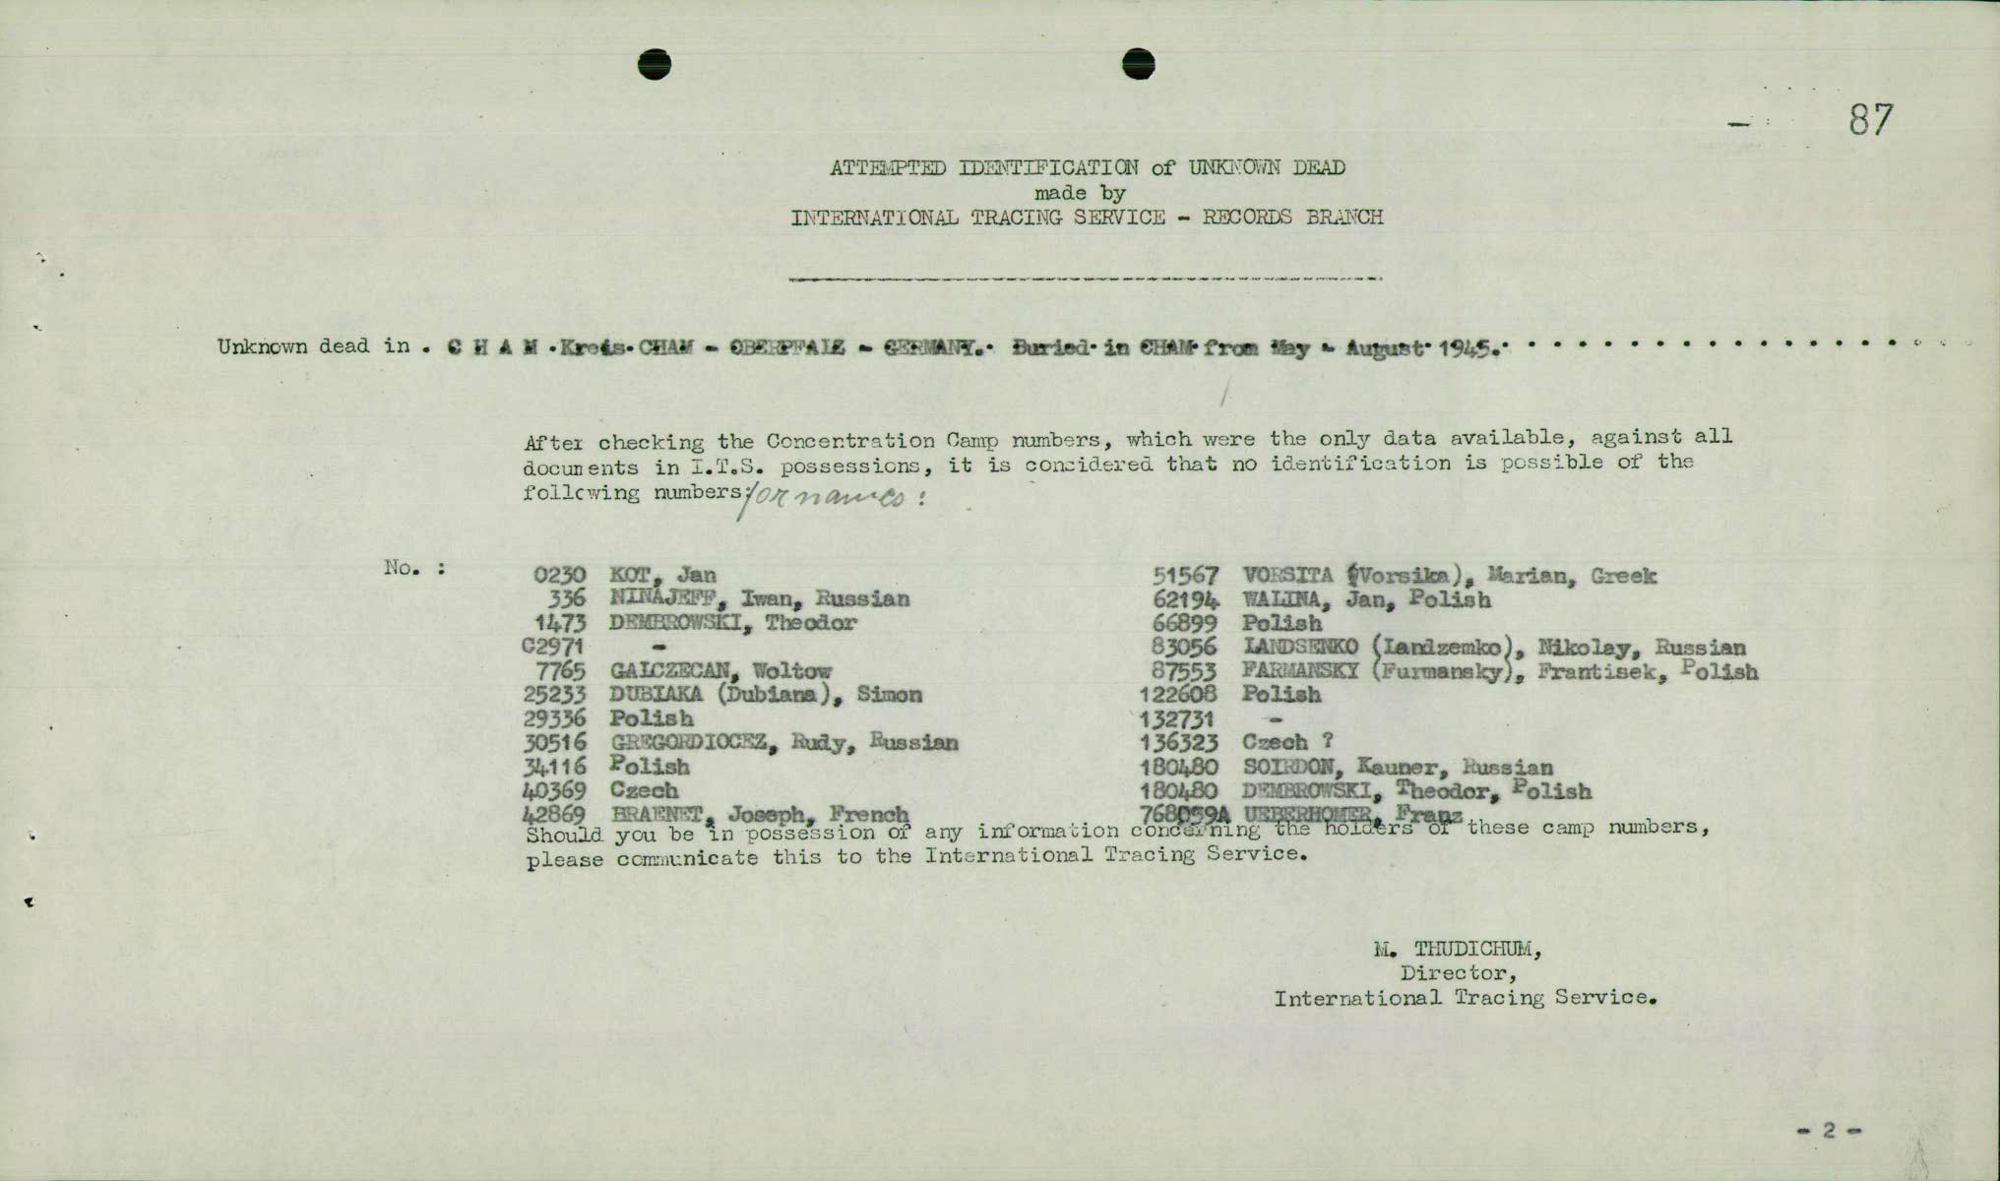 - 87
ATTEMPTED IDENTIFICATION of UNKNOWN DEAD
made by
INTERNATIONAL TRACING SERVICE - RECORDS BRANCH
Unknown dead in . C H A M . Kreis. CHAM - OBERPFALZ - GERMANY. Buried in CHAM from May - August 1945.
After checking the Concentration Camp numbers, which were the only data available, against all
documents in I.T.S. possessions, it is considered that no identification is possible of the
following numbers: /or names :
No. :
0230 KOT, Jan
336 NINAJEFF, Iwan, Russian
1473 DEMBROWSKI, Theodor
C2971 -
7765 GALCZECAN, Woltow
25233 DUBIAKA (Dubiana), Simon
29336 Polish
30516 GREGORDIOCEZ, Rudy, Russian
34116 Polish
40369 Czech
42869 BRAENET, Joseph, French
51567 VORSITA (Vorsika), Marian, Greek
62194 WALINA, Jan, Polish
66899 Polish
83056 LANDSENKO (Landzemko), Nikolay, Russian
87553 FARMANSKY (Furmansky), Frantisek, Polish
122608 Polish
132731 -
136323 Czech ?
180480 SOIRDON, Kauner, Russian
180480 DEMBROWSKI, Theodor, Polish
768059A UEBERHOMER, Franz
Should you be in possession of any information concerning the holders of these camp numbers,
please communicate this to the International Tracing Service.
M. THUDICHUM,
Director,
International Tracing Service.
- 2 -